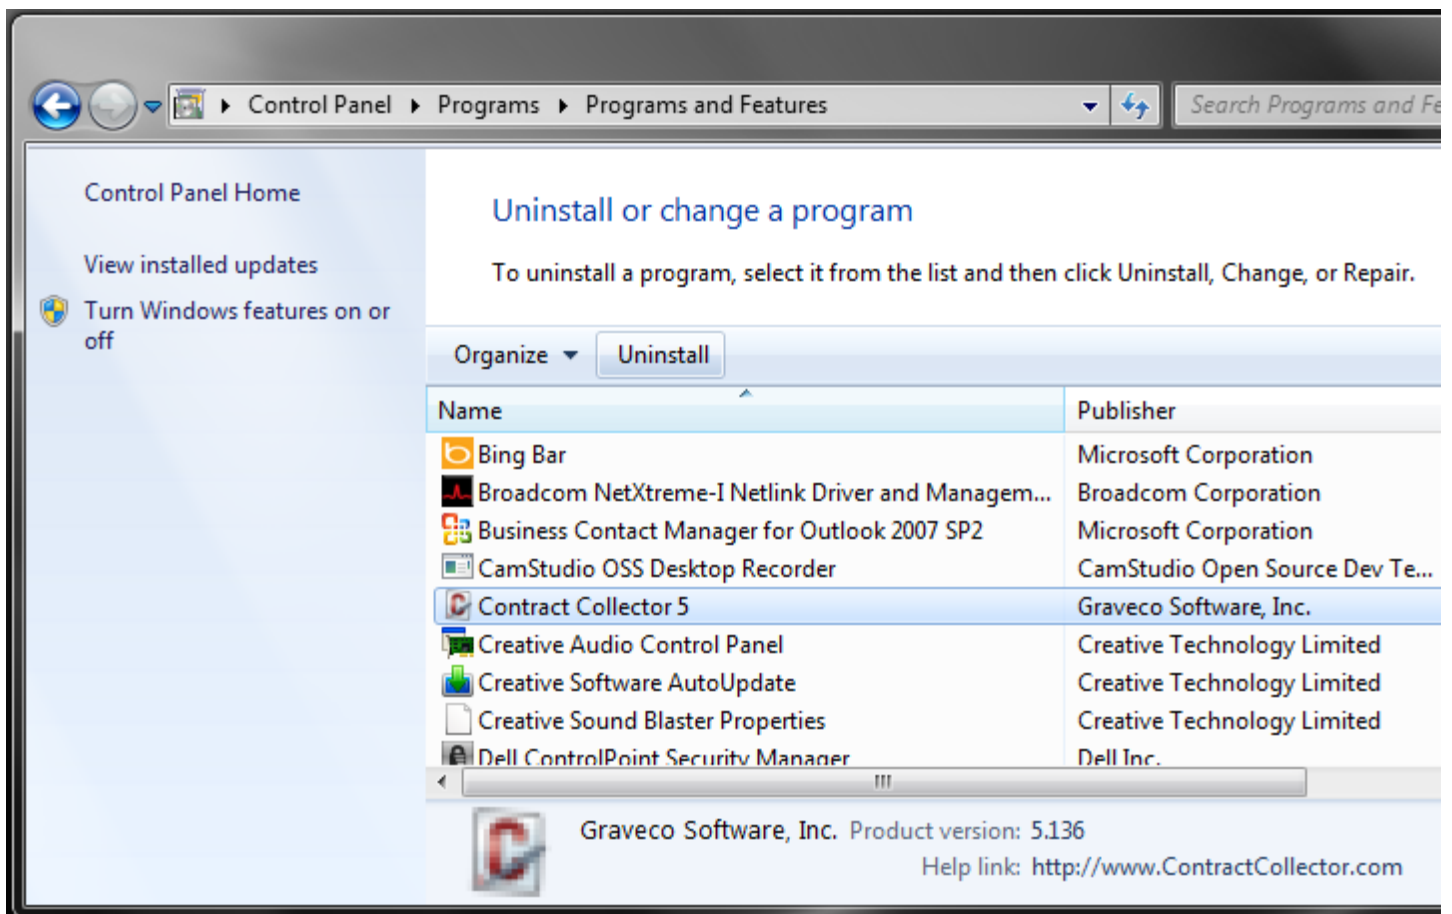 Control Panel Programs Programs and Features
Search Programs and Fe
Control Panel Home
View installed updates
Turn Windows features on or
off
Uninstall or change a program
To uninstall a program, select it from the list and then click Uninstall, Change, or Repair.
Organize Uninstall
Name Publisher
Bing Bar Microsoft Corporation
Broadcom NetXtreme-I Netlink Driver and Managem... Broadcom Corporation
Business Contact Manager for Outlook 2007 SP2 Microsoft Corporation
CamStudio OSS Desktop Recorder CamStudio Open Source Dev Te...
Contract Collector 5 Graveco Software, Inc.
Creative Audio Control Panel Creative Technology Limited
Creative Software AutoUpdate Creative Technology Limited
Creative Sound Blaster Properties Creative Technology Limited
Dell ControlPoint Security Manager Dell Inc.
Graveco Software, Inc. Product version: 5.136
Help link: http://www.ContractCollector.com